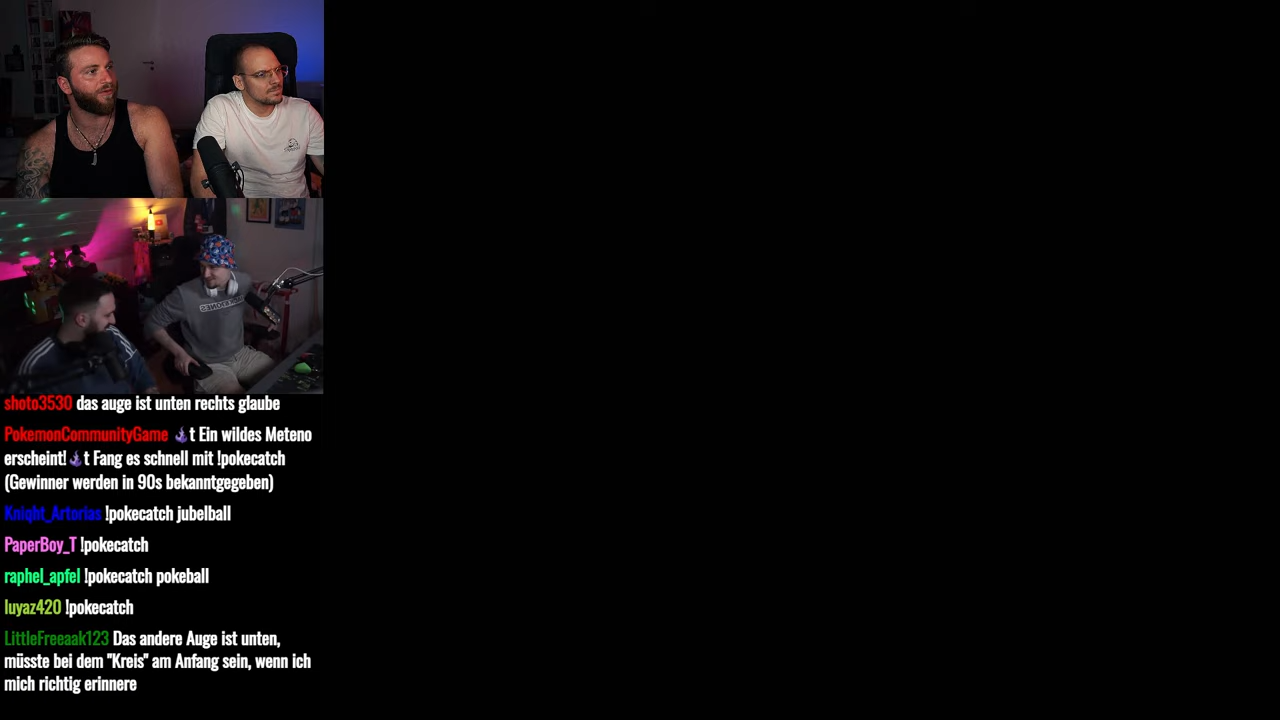 shoto3530 das auge ist unten rechts glaube
PokemonCommunityGame t Ein wildes Meteno
erscheint! t Fang es schnell mit !pokecatch
(Gewinner werden in 90s bekanntgegeben)
Knight_Artorias !pokecatch jubelball
PaperBoy_T !pokecatch
raphel_apfel !pokecatch pokeball
luyaz420 !pokecatch
LittleFreeaak123 Das andere Auge ist unten,
müsste bei dem "Kreis" am Anfang sein, wenn ich
mich richtig erinnere